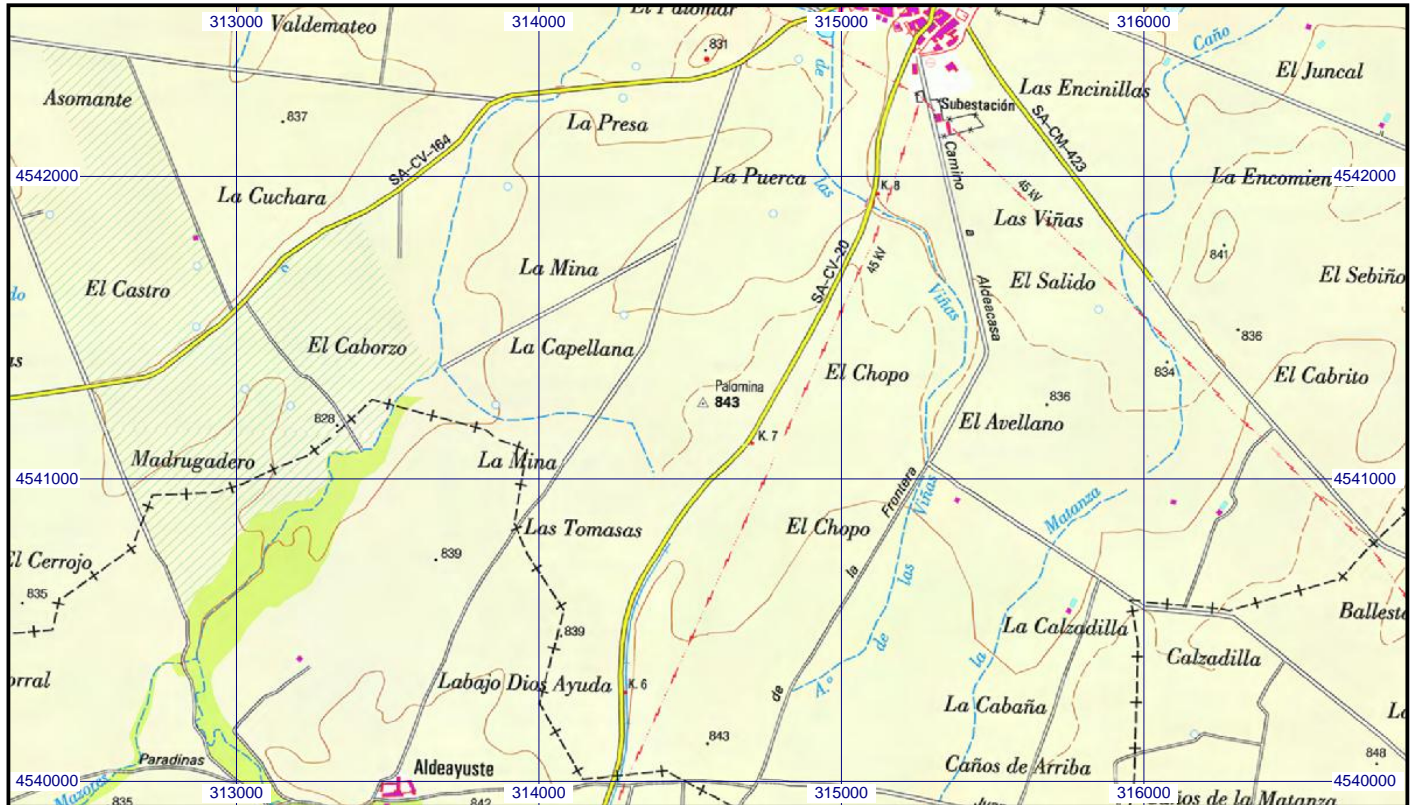 313000
314000
315000
316000
Valdemateo
831
de
Caño
El Juncal
Asomante
Las Encinillas
837
La Presa
Subestación
SA-CV-164
SA-CM-423
Camino
4542000
4542000
La Cuchara
La Puerca
las
K. 8
45 kV
La Encomien
Las Viñas
a
La Mina
SA-CV-20
45 kV
841
El Castro
El Salido
El Sebiño
Viñas
Aldeacasa
El Caborzo
La Capellana
836
El Chopo
834
El Cabrito
Palomina
843
836
828
El Avellano
K. 7
Madrugadero
La Mina
4541000
4541000
Frontera
Viñas
Matanza
Las Tomasas
El Chopo
839
El Cerrojo
la
las
835
839
La Calzadilla
Ballest
de
la
Calzadilla
orral
Labajo Dios Ayuda
K. 6
A.º
de
La Cabaña
843
848
Paradinas
Aldeayuste
Caños de Arriba
4540000
4540000
Mazores
835
313000
314000
315000
316000
ños de la Matanza